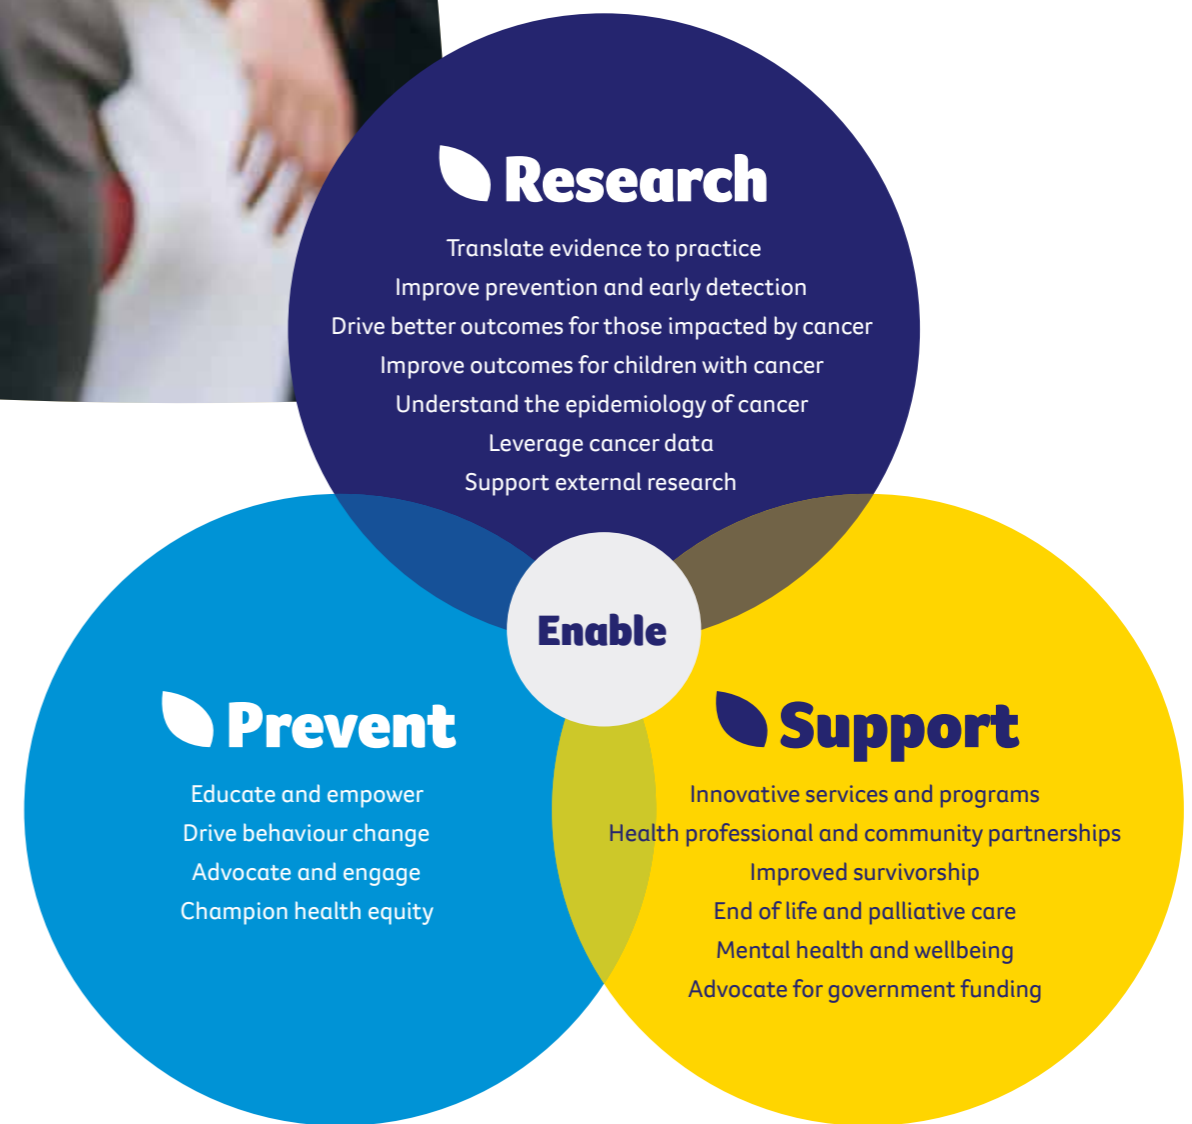 Research
Translate evidence to practice
Improve prevention and early detection
Drive better outcomes for those impacted by cancer
Improve outcomes for children with cancer
Understand the epidemiology of cancer
Leverage cancer data
Support external research
Enable
Prevent
Educate and empower
Drive behaviour change
Advocate and engage
Champion health equity
Support
Innovative services and programs
Health professional and community partnerships
Improved survivorship
End of life and palliative care
Mental health and wellbeing
Advocate for government funding